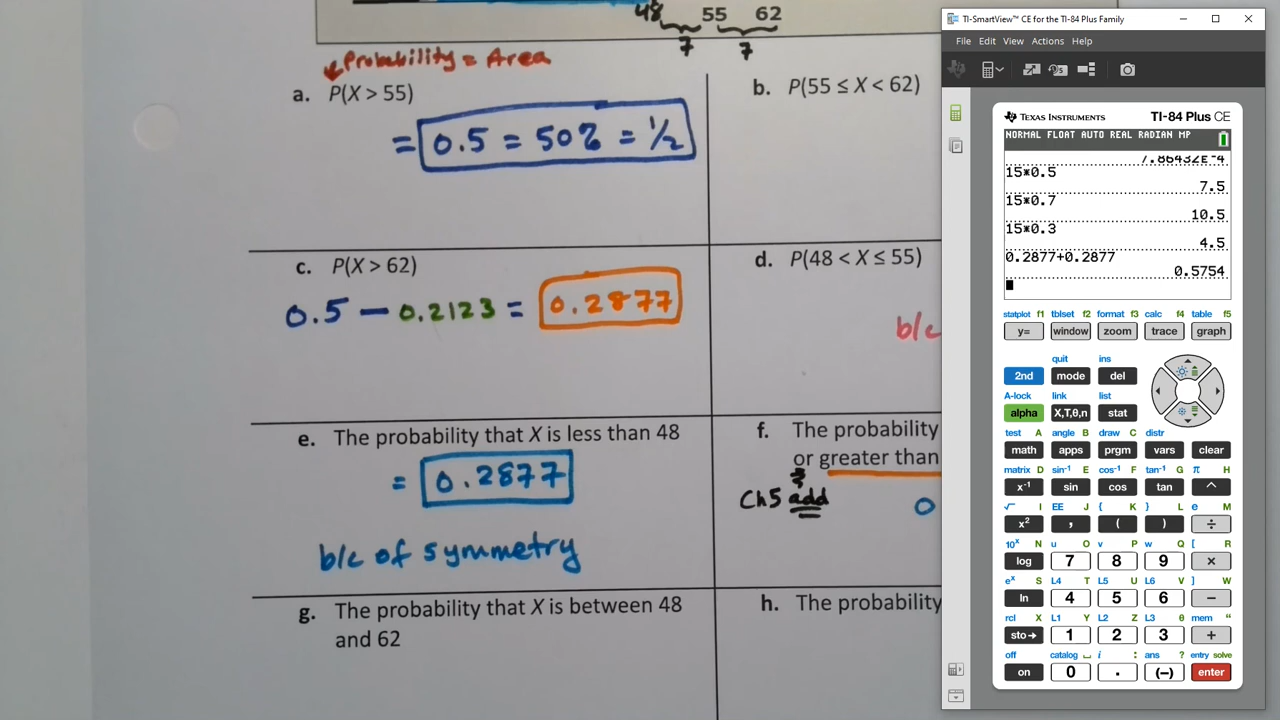 48 55 62
7 7
Probability = Area
a. P(X > 55)
= 0.5 = 50% = 1/2
b. P(55 ≤ X < 62)
c. P(X > 62)
0.5 - 0.2123 = 0.2877
d. P(48 < X ≤ 55)
b/c
e. The probability that X is less than 48
= 0.2877
b/c of symmetry
f. The probability
or greater than
Ch5 add
0
g. The probability that X is between 48
and 62
h. The probability
TI-SmartView™ CE for the TI-84 Plus Family
File Edit View Actions Help
TEXAS INSTRUMENTS TI-84 Plus CE
NORMAL FLOAT AUTO REAL RADIAN MP
7.86432E-4
15*0.5
7.5
15*0.7
10.5
15*0.3
4.5
0.2877+0.2877
0.5754
statplot f1 tblset f2 format f3 calc f4 table f5
y= window zoom trace graph
quit ins
2nd mode del
A-lock link list
alpha X,T,θ,n stat
test A angle B draw C distr
math apps prgm vars clear
matrix D sin⁻¹ E cos⁻¹ F tan⁻¹ G π H
x⁻¹ sin cos tan ^
√ I EE J { K } L e M
x² , ( ) ÷
10ˣ N u O v P w Q [ R
log 7 8 9 ×
eˣ S L4 T L5 U L6 V ] W
ln 4 5 6 −
rcl X L1 Y L2 Z L3 θ mem "
sto→ 1 2 3 +
off catalog i : ans ? entry solve
on 0 . (−) enter